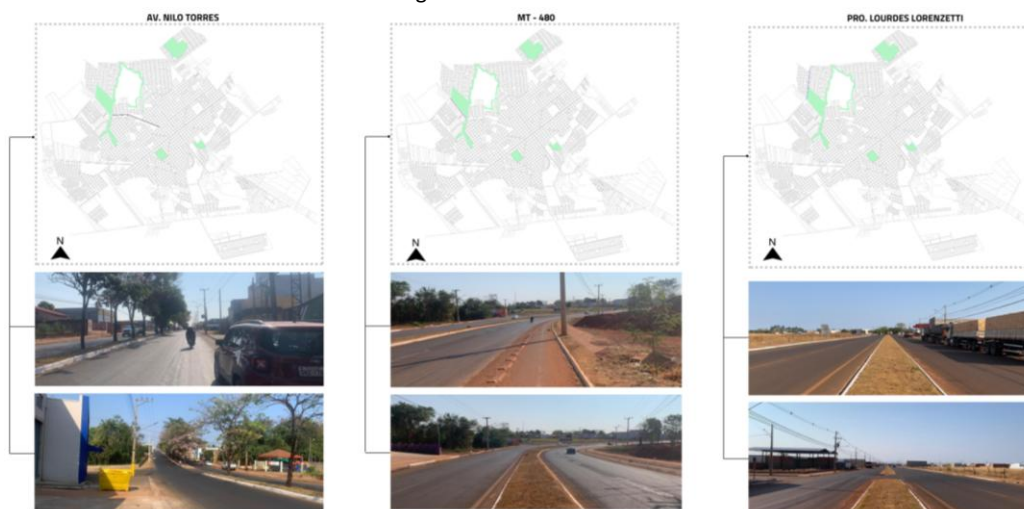 AV. NILO TORRES
MT - 480
PRO. LOURDES LORENZETTI
N
N
N